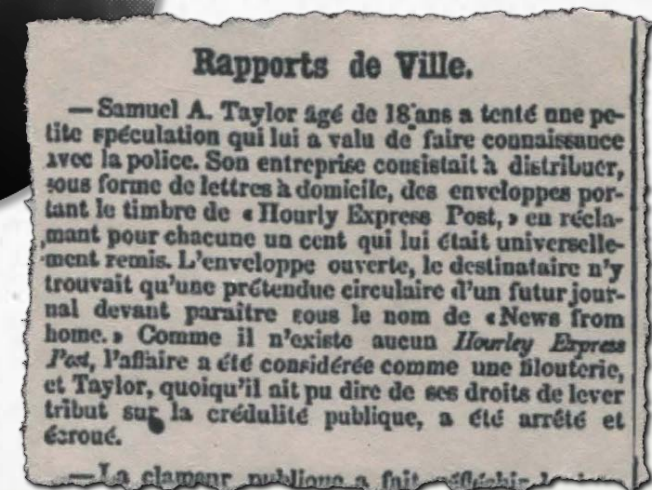 Rapports de Ville.
— Samuel A. Taylor âgé de 18 ans a tenté une pe-
tite spéculation qui lui a valu de faire connaissance
avec la police. Son entreprise consistait à distribuer,
sous forme de lettres à domicile, des enveloppes por-
tant le timbre de « Hourly Express Post, » en récla-
mant pour chacune un cent qui lui était universelle-
ment remis. L'enveloppe ouverte, le destinataire n'y
trouvait qu'une prétendue circulaire d'un futur jour-
nal devant paraître sous le nom de « News from
home. » Comme il n'existe aucun Hourley Express
Post, l'affaire a été considérée comme une filouterie,
et Taylor, quoiqu'il ait pu dire de ses droits de lever
tribut sur la crédulité publique, a été arrêté et
écroué.
— La clameur publique a fait réfléchir